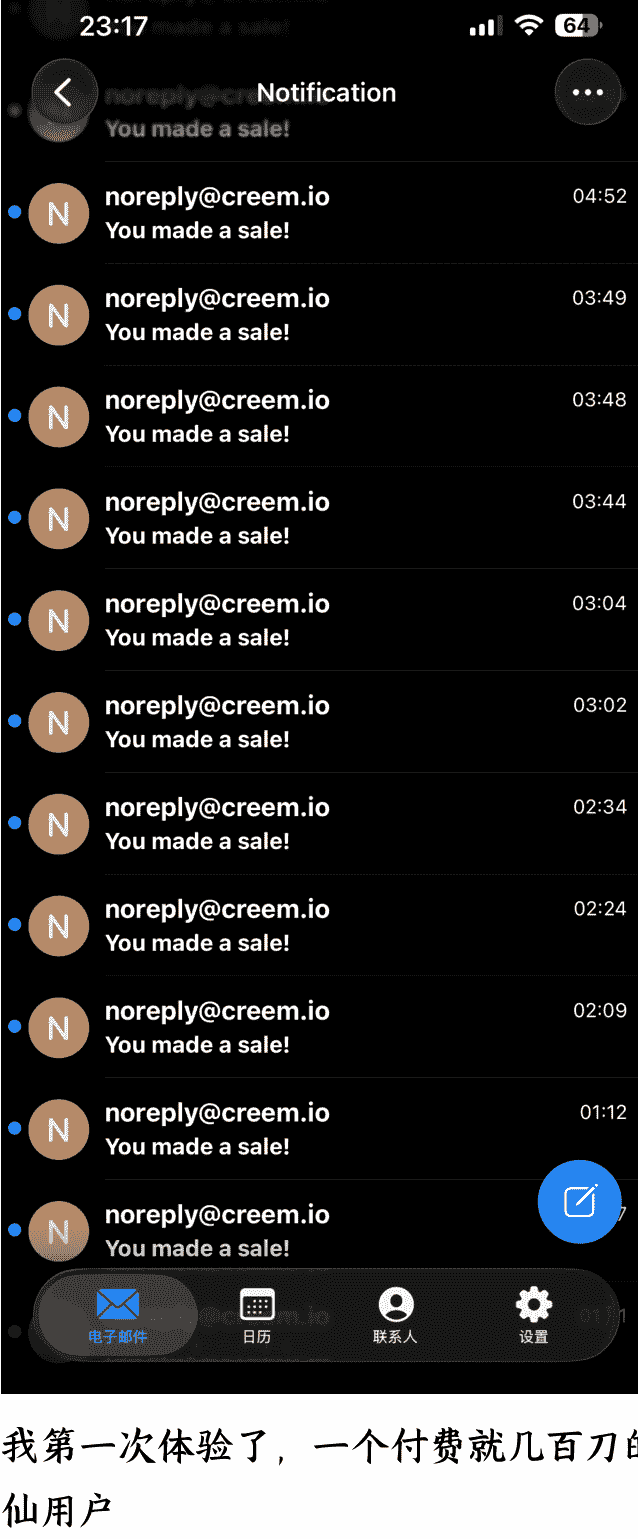 23:17
64
Notification
You made a sale!
noreply@creem.io
04:52
You made a sale!
noreply@creem.io
03:49
You made a sale!
noreply@creem.io
03:48
You made a sale!
noreply@creem.io
03:44
You made a sale!
noreply@creem.io
03:04
You made a sale!
noreply@creem.io
03:02
You made a sale!
noreply@creem.io
02:34
You made a sale!
noreply@creem.io
02:24
You made a sale!
noreply@creem.io
02:09
You made a sale!
noreply@creem.io
01:12
You made a sale!
noreply@creem.io
You made a sale!
电子邮件
日历
联系人
设置
我第一次体验了，一个付费就几百刀的
仙用户